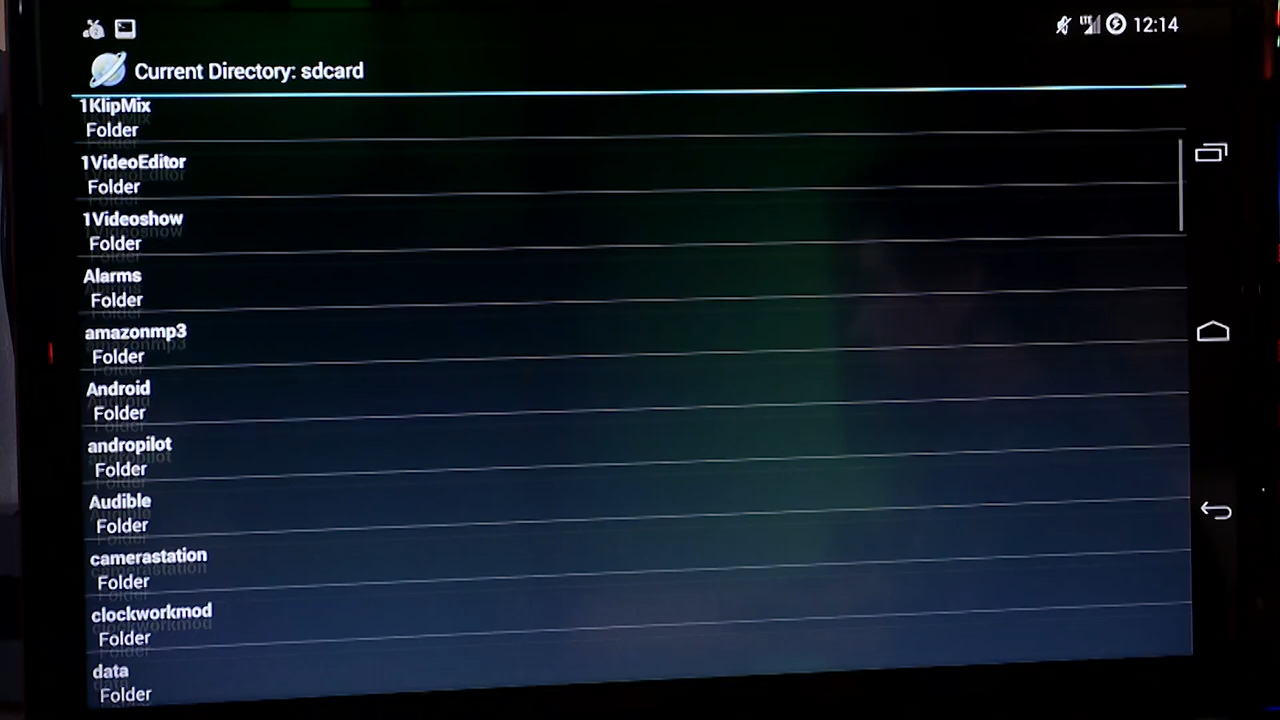 LTE 12:14
Current Directory: sdcard
1KlipMix
Folder
1VideoEditor
Folder
1Videoshow
Folder
Alarms
Folder
amazonmp3
Folder
Android
Folder
andropilot
Folder
Audible
Folder
camerastation
Folder
clockworkmod
Folder
data
Folder